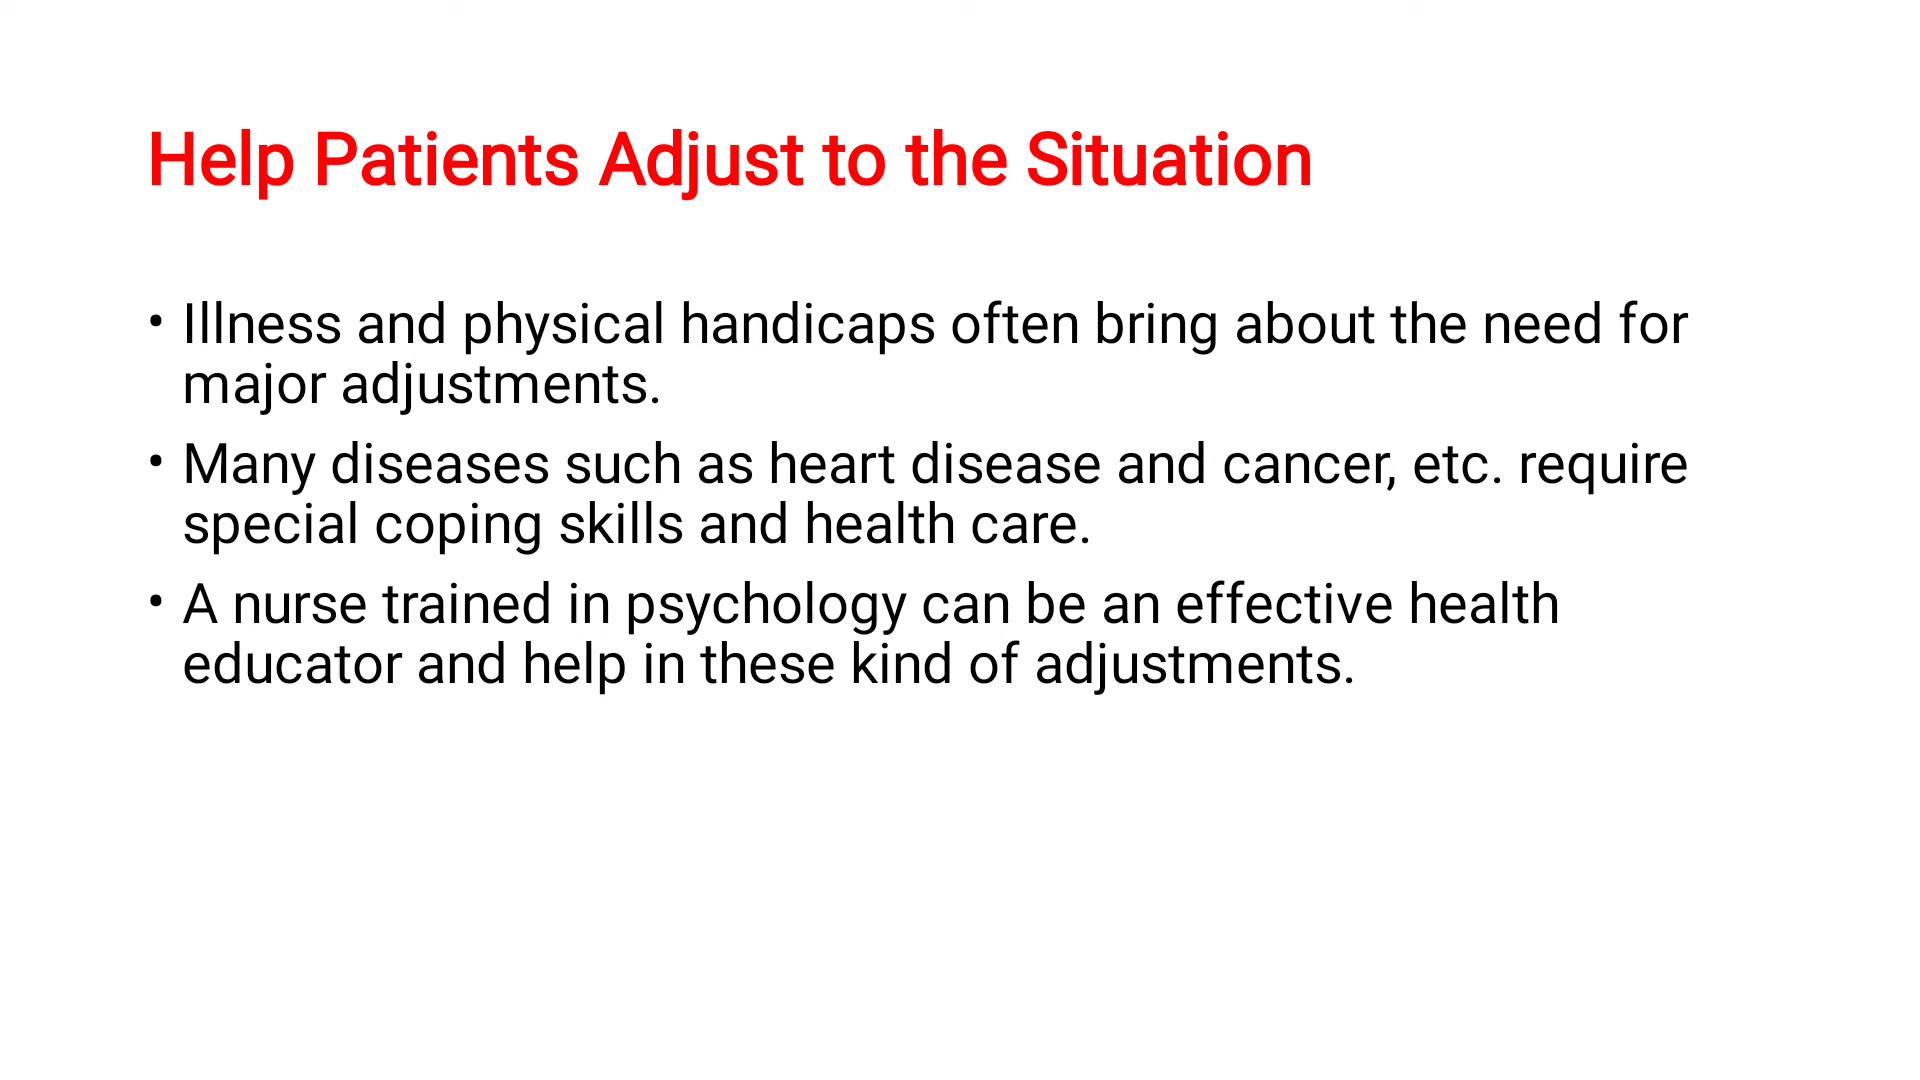 Help Patients Adjust to the Situation
• Illness and physical handicaps often bring about the need for
major adjustments.
• Many diseases such as heart disease and cancer, etc. require
special coping skills and health care.
• A nurse trained in psychology can be an effective health
educator and help in these kind of adjustments.